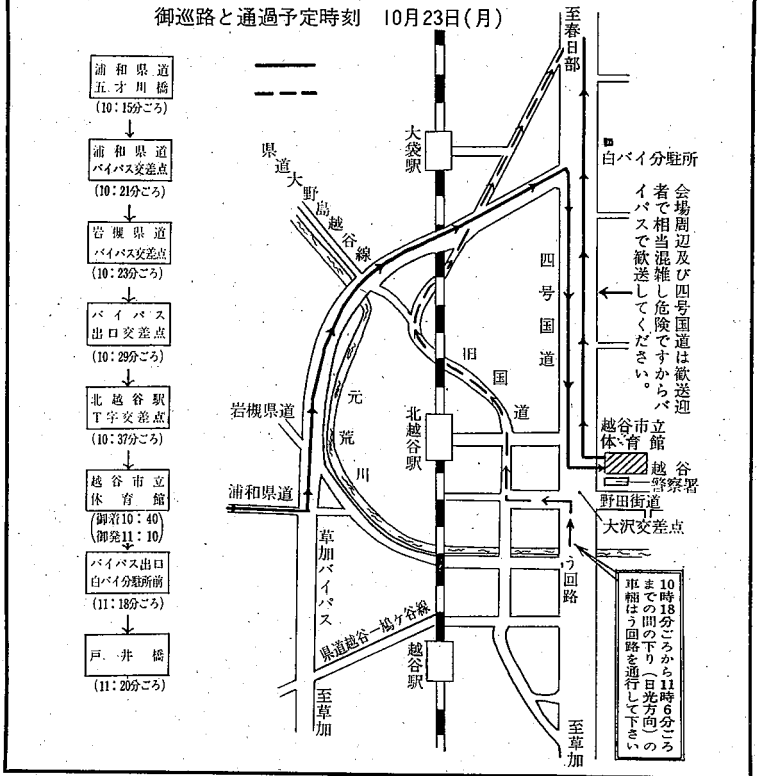 御巡路と通過予定時刻 10月23日(月)
浦和県道
五才川橋
(10:15分ごろ)
浦和県道
バイパス交差点
(10:21分ごろ)
岩槻県道
バイパス交差点
(10:23分ごろ)
バイパス
出口交差点
(10:29分ごろ)
北越谷駅
T字交差点
(10:37分ごろ)
越谷市立
体育館
(御着10:40)
(御発11:10)
バイパス出口
白バイ分駐所前
(11:18分ごろ)
戸井橋
(11:20分ごろ)
至春日部
大袋駅
白バイ分駐所
県道大野島越谷線
会場周辺及び四号国道は歓送迎
者で相当混雑し危険ですからバ
イパスで歓送してください。
四号国道
旧国道
元荒川
岩槻県道
北越谷駅
越谷市立
体育館
越谷
警察署
浦和県道
野田街道
大沢交差点
草加バイパス
う回路
県道越谷一鳩ヶ谷線
越谷駅
10時18分ごろから11時6分ごろ
までの間の下り(日光方向)の
車輛はう回路を通行して下さい
至草加
至草加